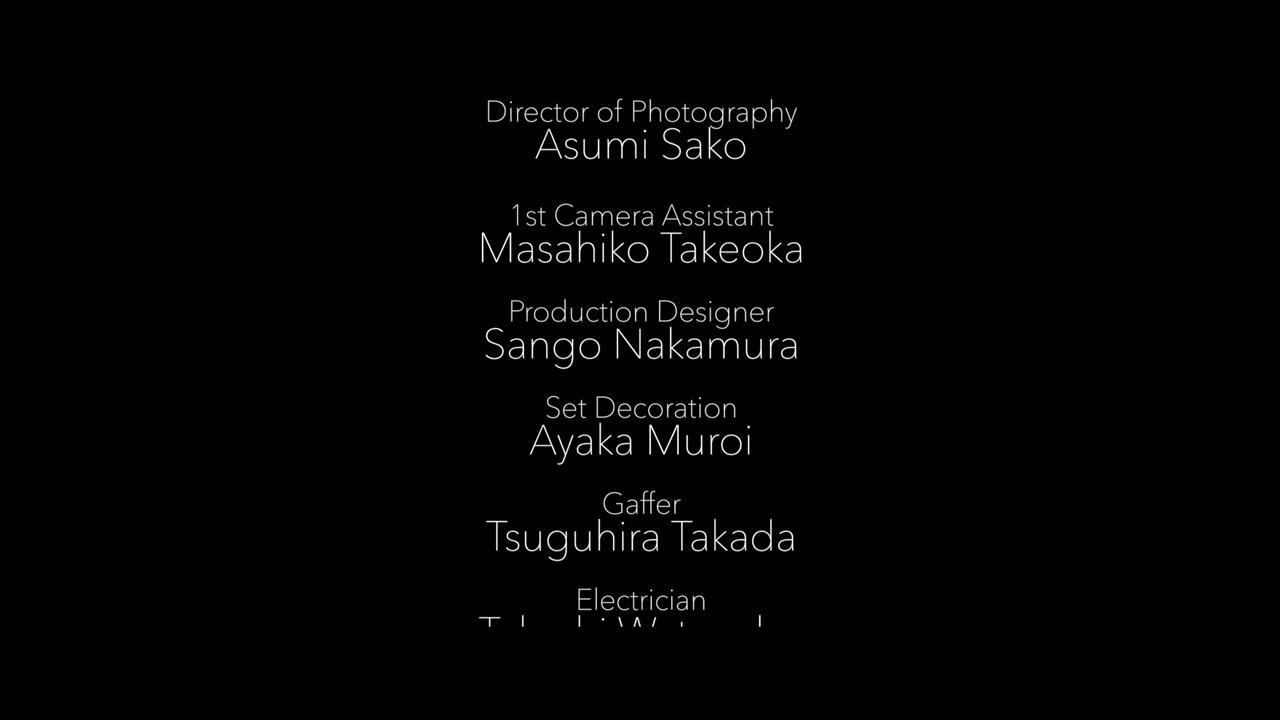 Director of Photography
Asumi Sako
1st Camera Assistant
Masahiko Takeoka
Production Designer
Sango Nakamura
Set Decoration
Ayaka Muroi
Gaffer
Tsuguhira Takada
Electrician